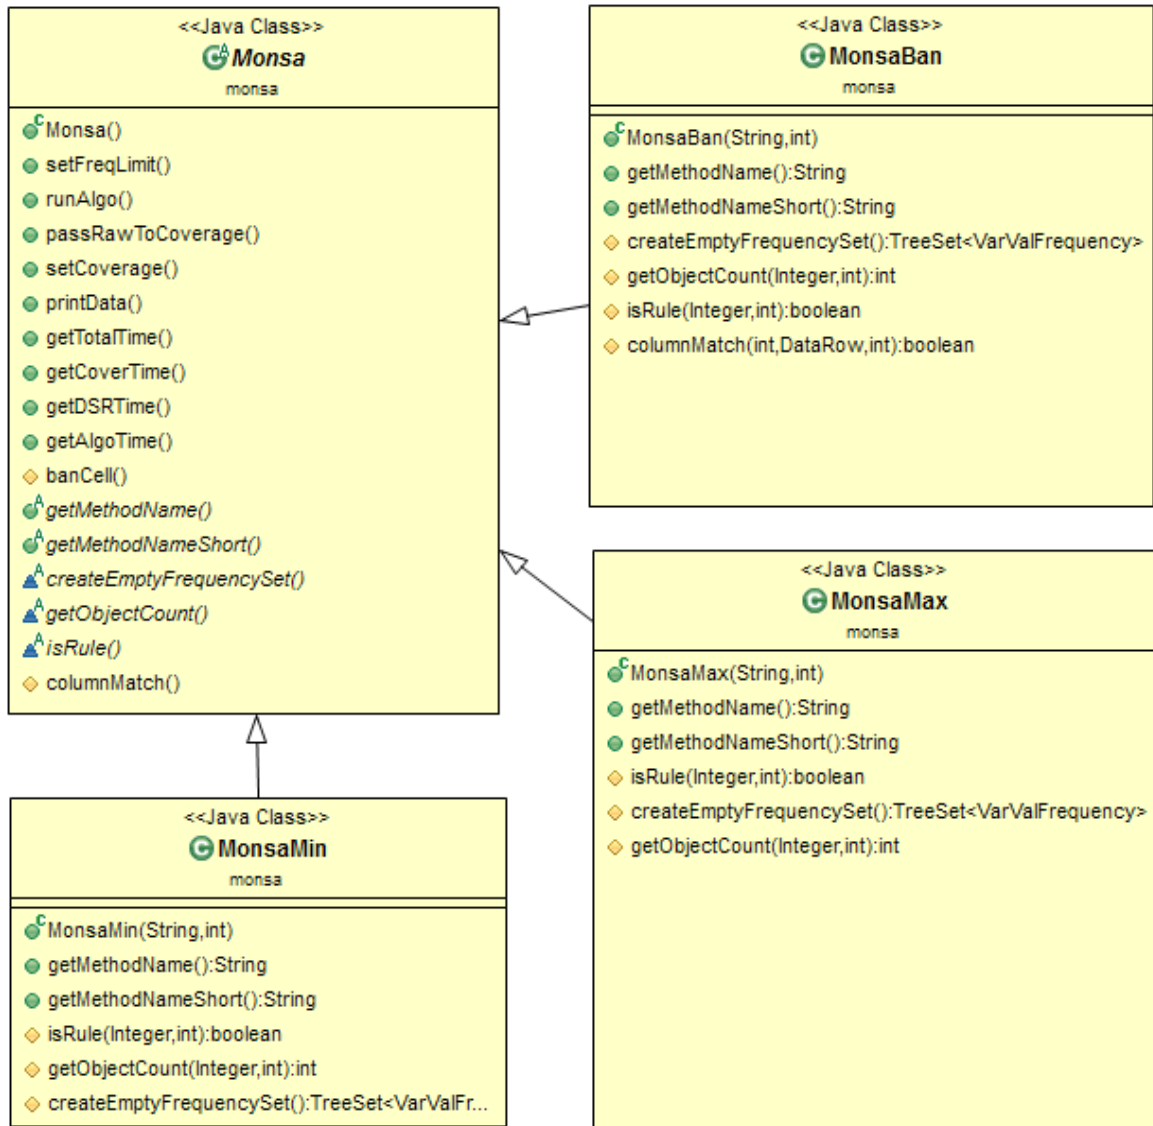 <<Java Class>>
Monsa
monsa
Monsa()
setFreqLimit()
runAlgo()
passRawToCoverage()
setCoverage()
printData()
getTotalTime()
getCoverTime()
getDSRTime()
getAlgoTime()
banCell()
getMethodName()
getMethodNameShort()
createEmptyFrequencySet()
getObjectCount()
isRule()
columnMatch()
<<Java Class>>
MonsaBan
monsa
MonsaBan(String,int)
getMethodName():String
getMethodNameShort():String
createEmptyFrequencySet():TreeSet<VarValFrequency>
getObjectCount(Integer,int):int
isRule(Integer,int):boolean
columnMatch(int,DataRow,int):boolean
<<Java Class>>
MonsaMax
monsa
MonsaMax(String,int)
getMethodName():String
getMethodNameShort():String
isRule(Integer,int):boolean
createEmptyFrequencySet():TreeSet<VarValFrequency>
getObjectCount(Integer,int):int
<<Java Class>>
MonsaMin
monsa
MonsaMin(String,int)
getMethodName():String
getMethodNameShort():String
isRule(Integer,int):boolean
getObjectCount(Integer,int):int
createEmptyFrequencySet():TreeSet<VarValFr...